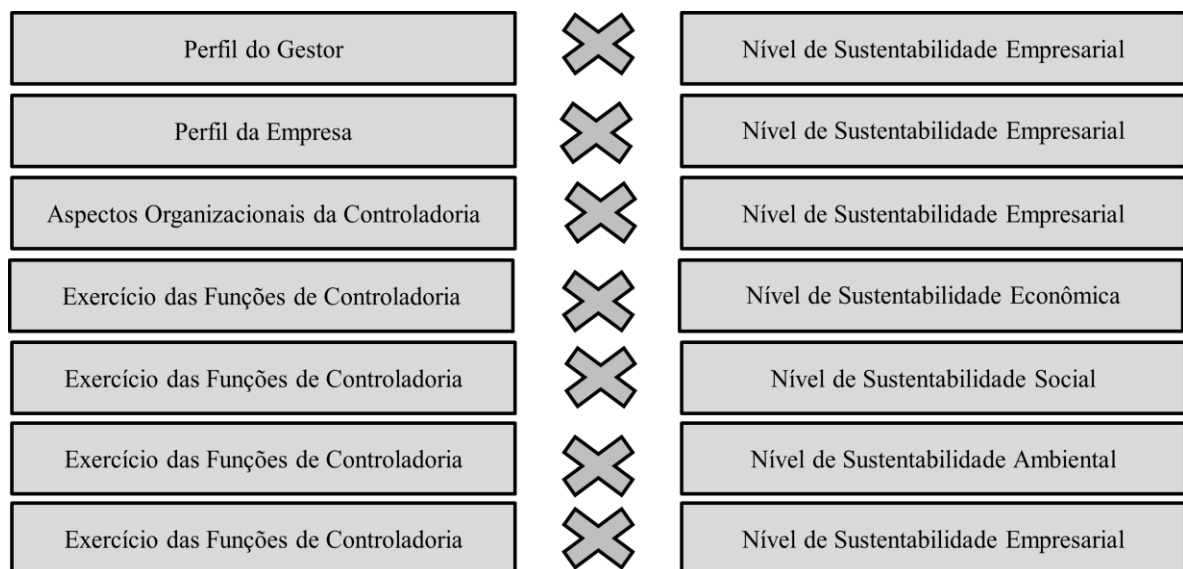 Perfil do Gestor Nível de Sustentabilidade Empresarial
Perfil da Empresa Nível de Sustentabilidade Empresarial
Aspectos Organizacionais da Controladoria Nível de Sustentabilidade Empresarial
Exercício das Funções de Controladoria Nível de Sustentabilidade Econômica
Exercício das Funções de Controladoria Nível de Sustentabilidade Social
Exercício das Funções de Controladoria Nível de Sustentabilidade Ambiental
Exercício das Funções de Controladoria Nível de Sustentabilidade Empresarial